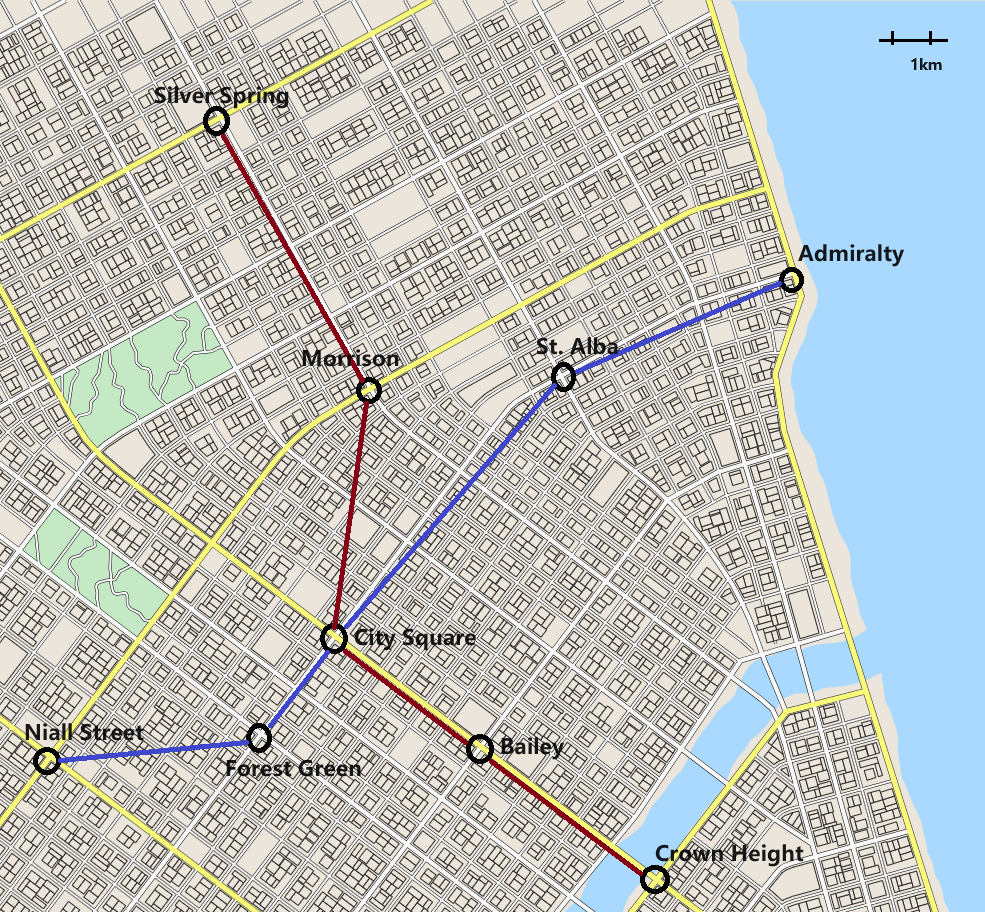 1km
Silver Spring
Admiralty
St. Alba
Morrison
City Square
Niall Street
Bailey
Forest Green
Crown Height